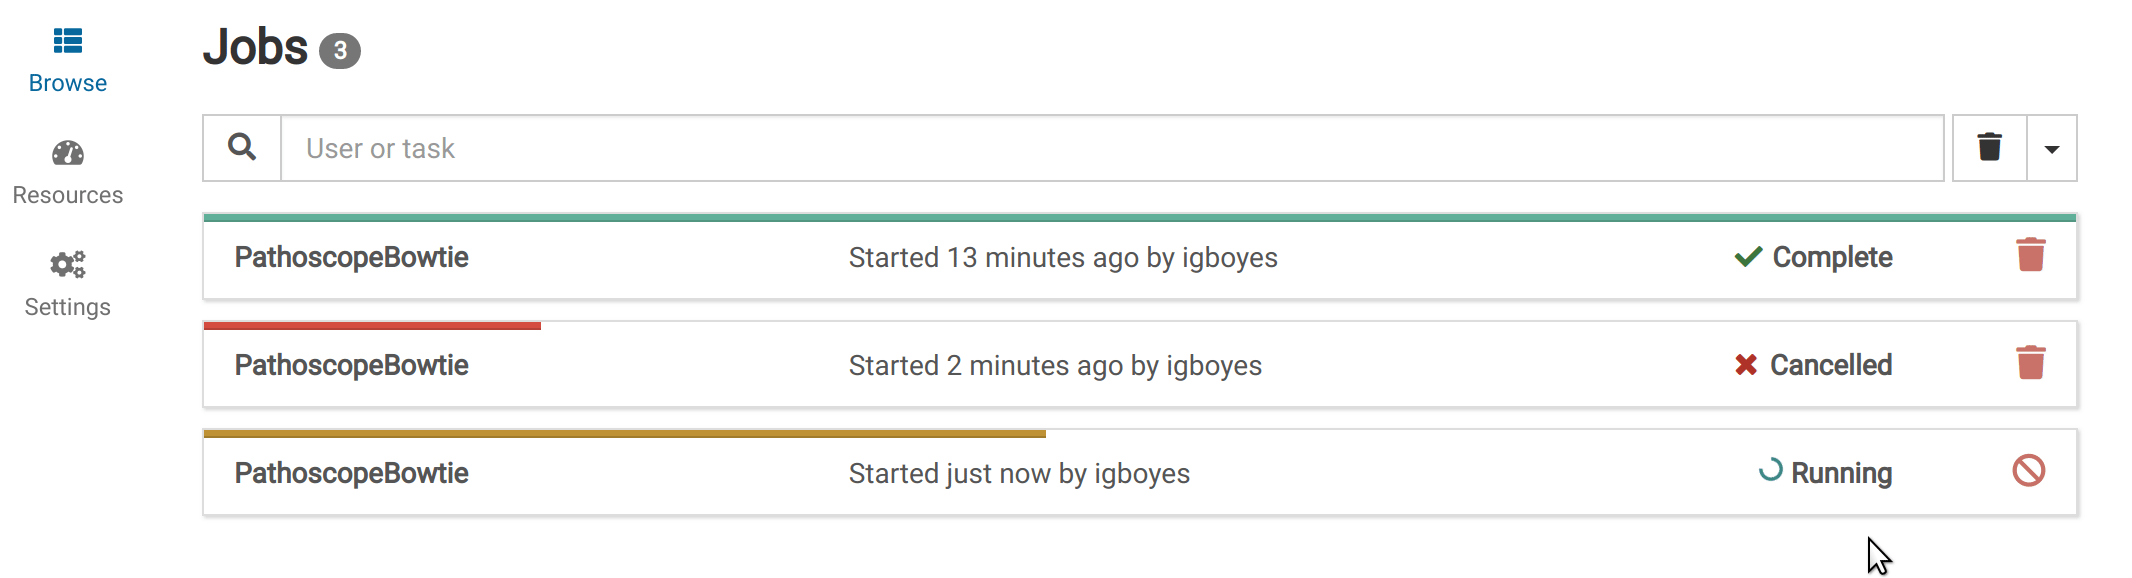 Browse
Resources
Settings
Jobs 3
User or task
PathoscopeBowtie Started 13 minutes ago by igboyes Complete
PathoscopeBowtie Started 2 minutes ago by igboyes Cancelled
PathoscopeBowtie Started just now by igboyes Running